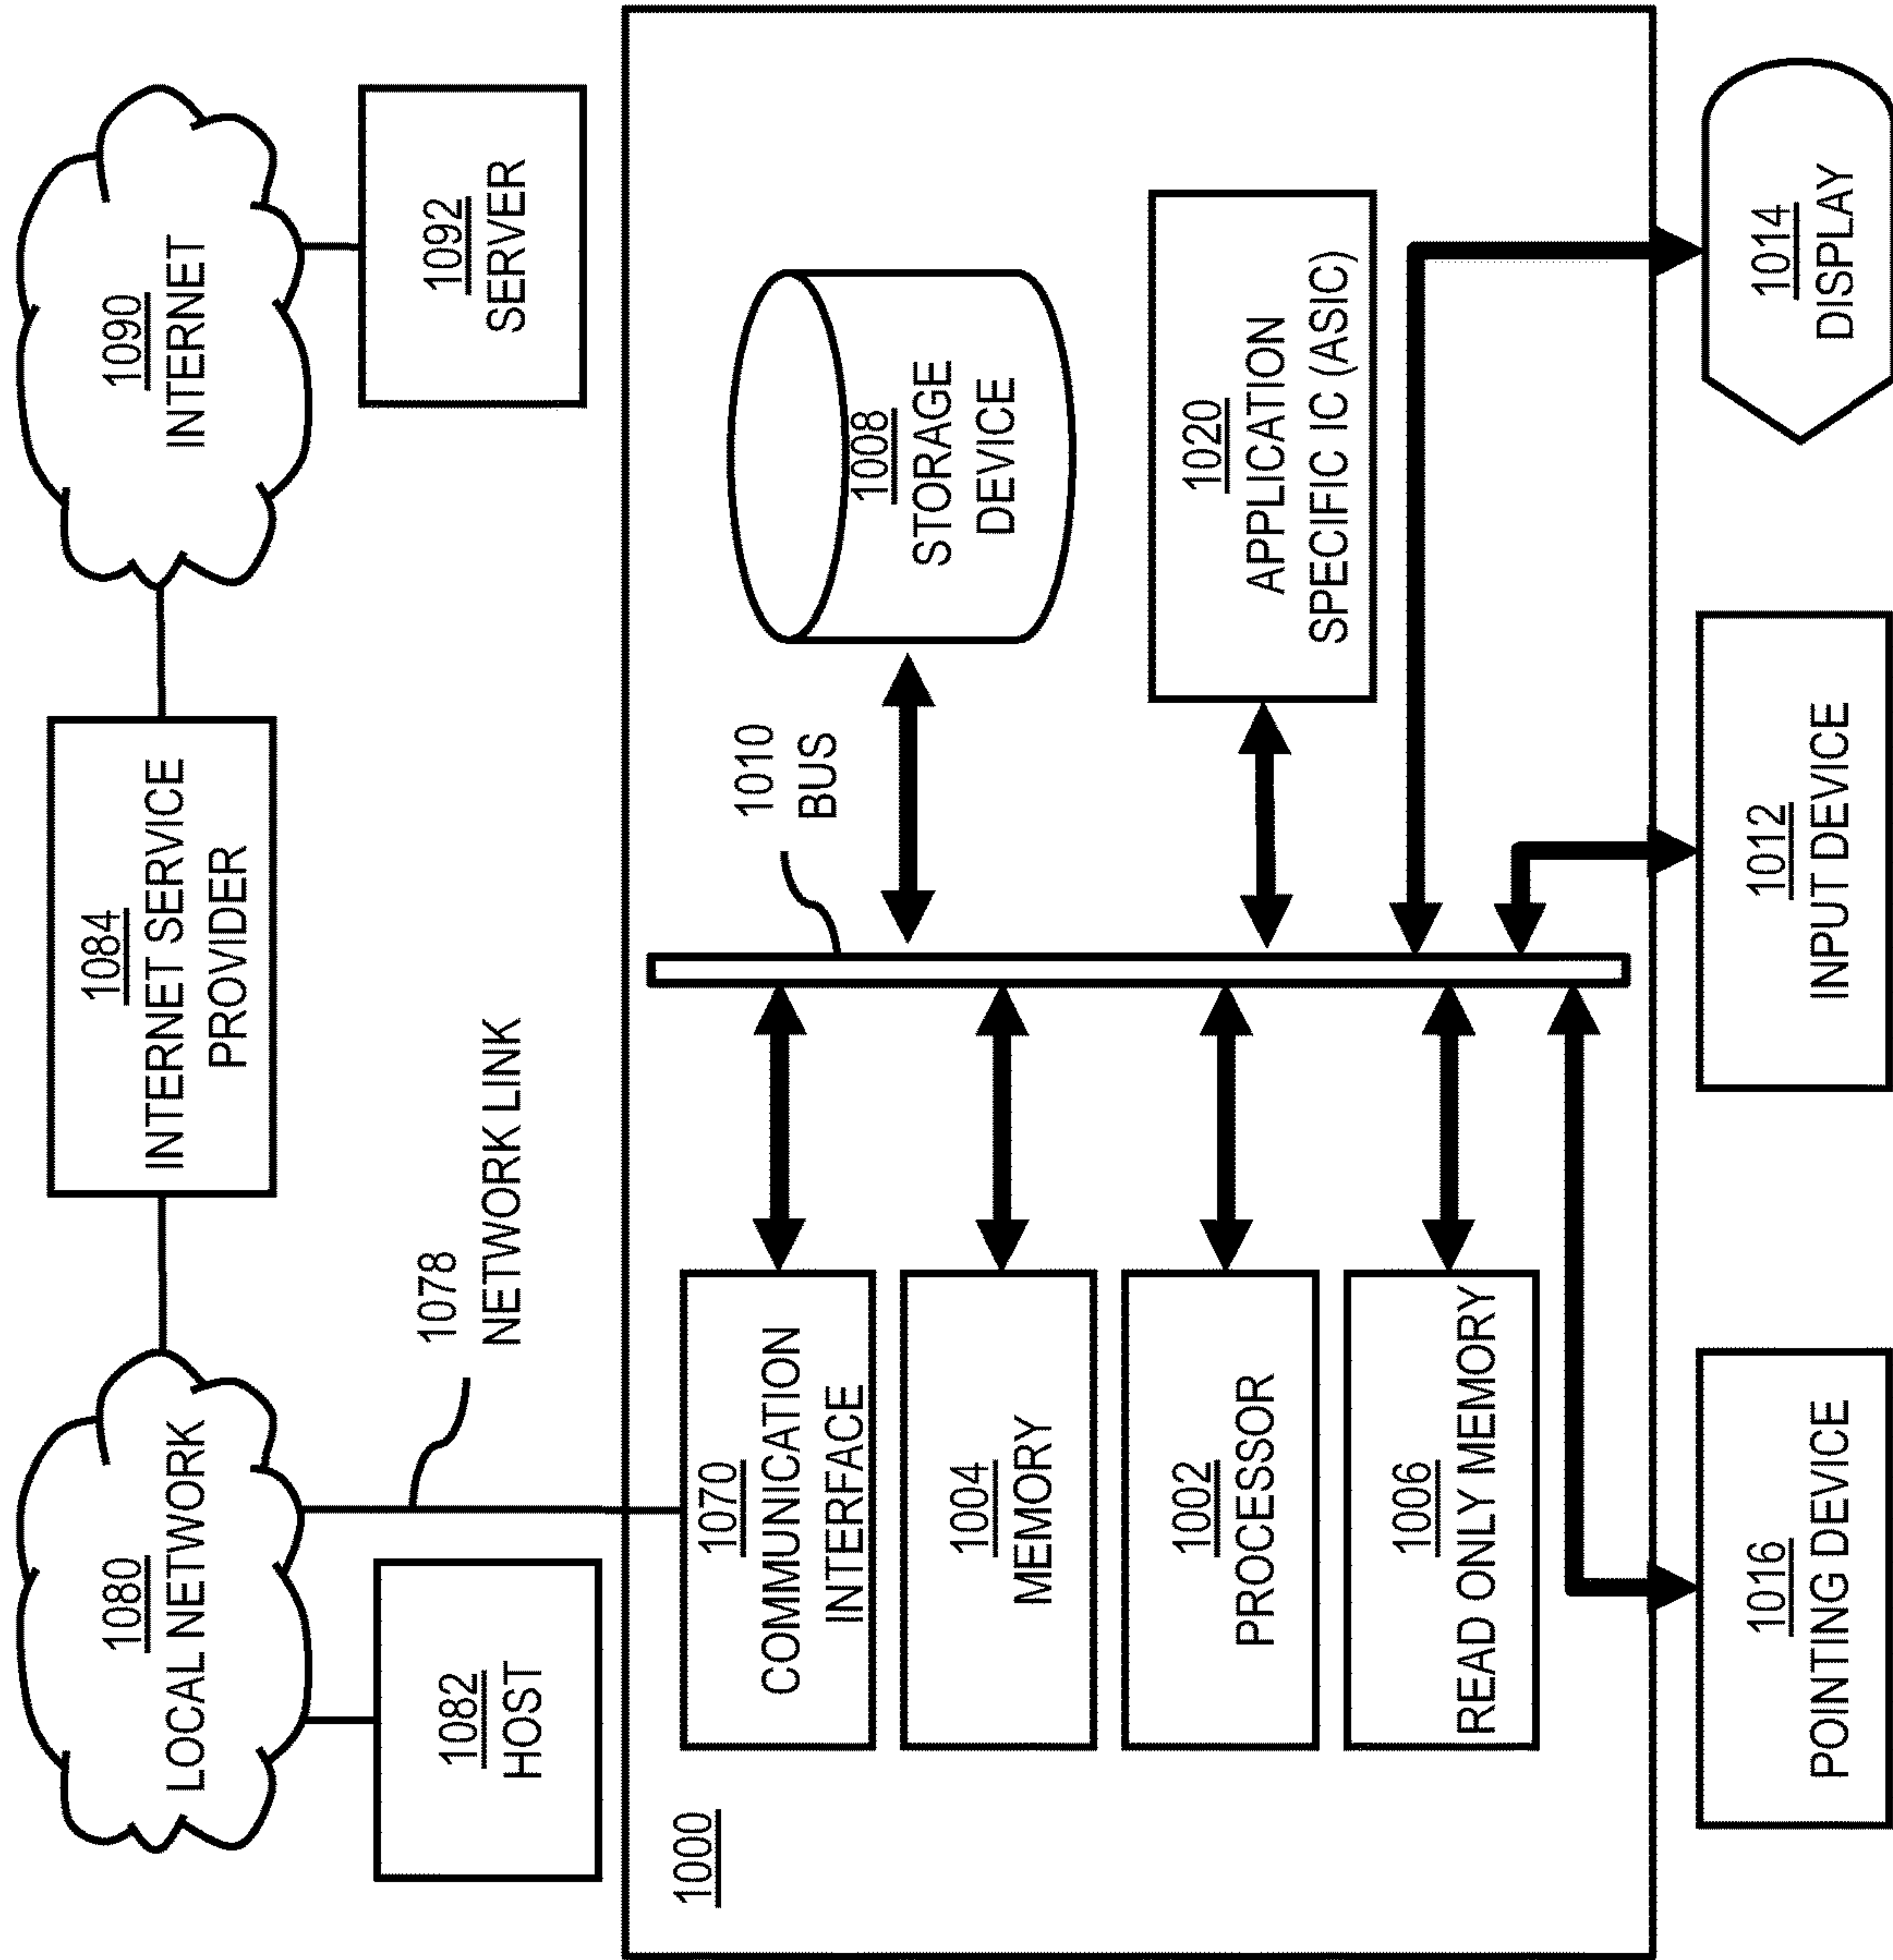 1080
LOCAL NETWORK
1084
INTERNET SERVICE
PROVIDER
1090
INTERNET
1082
HOST
1078
NETWORK LINK
1092
SERVER
1000
1070
COMMUNICATION
INTERFACE
1010
BUS
1008
STORAGE
DEVICE
1004
MEMORY
1002
PROCESSOR
1020
APPLICATION
SPECIFIC IC (ASIC)
1006
READ ONLY MEMORY
1016
POINTING DEVICE
1012
INPUT DEVICE
1014
DISPLAY